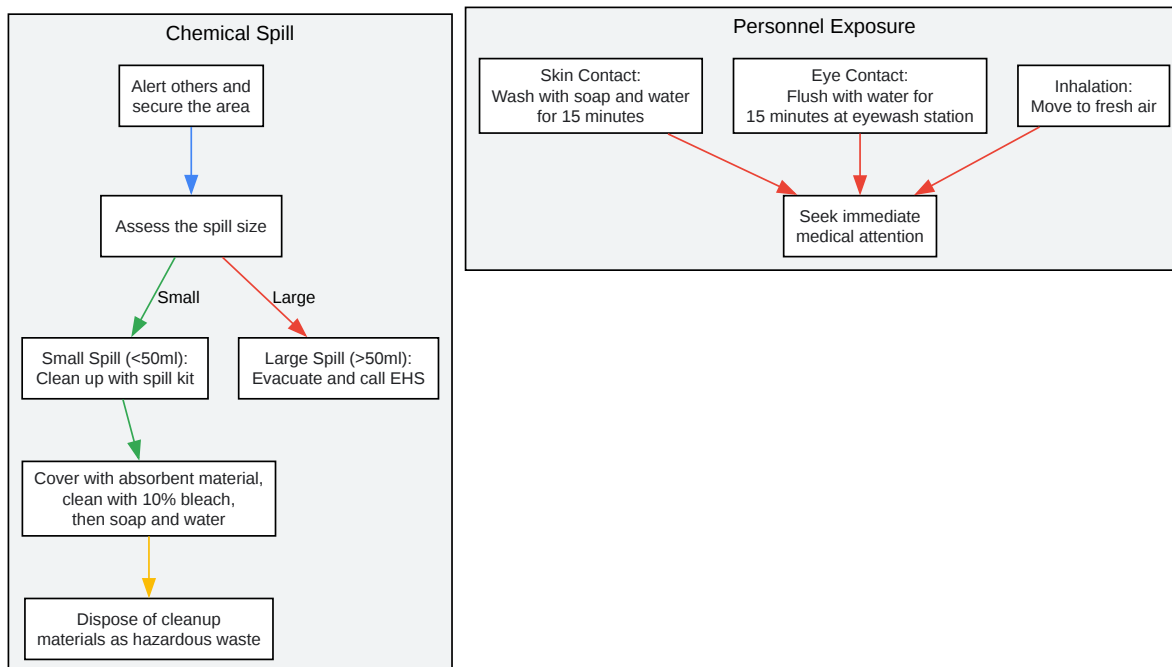 Chemical Spill
Alert others and
secure the area
Assess the spill size
Small
Large
Small Spill (<50ml):
Clean up with spill kit
Large Spill (>50ml):
Evacuate and call EHS
Cover with absorbent material,
clean with 10% bleach,
then soap and water
Dispose of cleanup
materials as hazardous waste
Personnel Exposure
Skin Contact:
Wash with soap and water
for 15 minutes
Eye Contact:
Flush with water for
15 minutes at eyewash station
Inhalation:
Move to fresh air
Seek immediate
medical attention